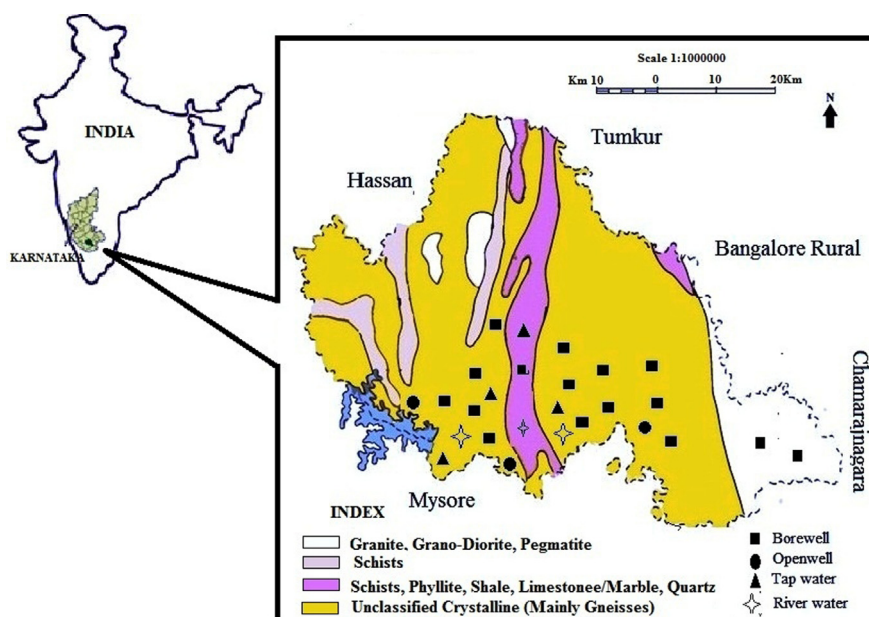 INDIA
KARNATAKA
Scale 1:1000000
Km 10 0 10 20Km
N
Tumkur
Hassan
Bangalore Rural
Chamarajnagara
Mysore
INDEX
Granite, Grano-Diorite, Pegmatite
Schists
Schists, Phyllite, Shale, Limestonee/Marble, Quartz
Unclassified Crystalline (Mainly Gneisses)
Borewell
Openwell
Tap water
River water